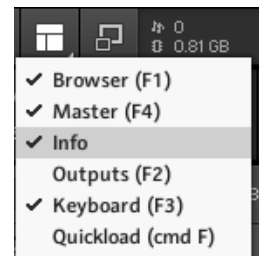 0
0.81 GB
✔ Browser (F1)
✔ Master (F4)
✔ Info
Outputs (F2)
✔ Keyboard (F3)
Quickload (cmd F)